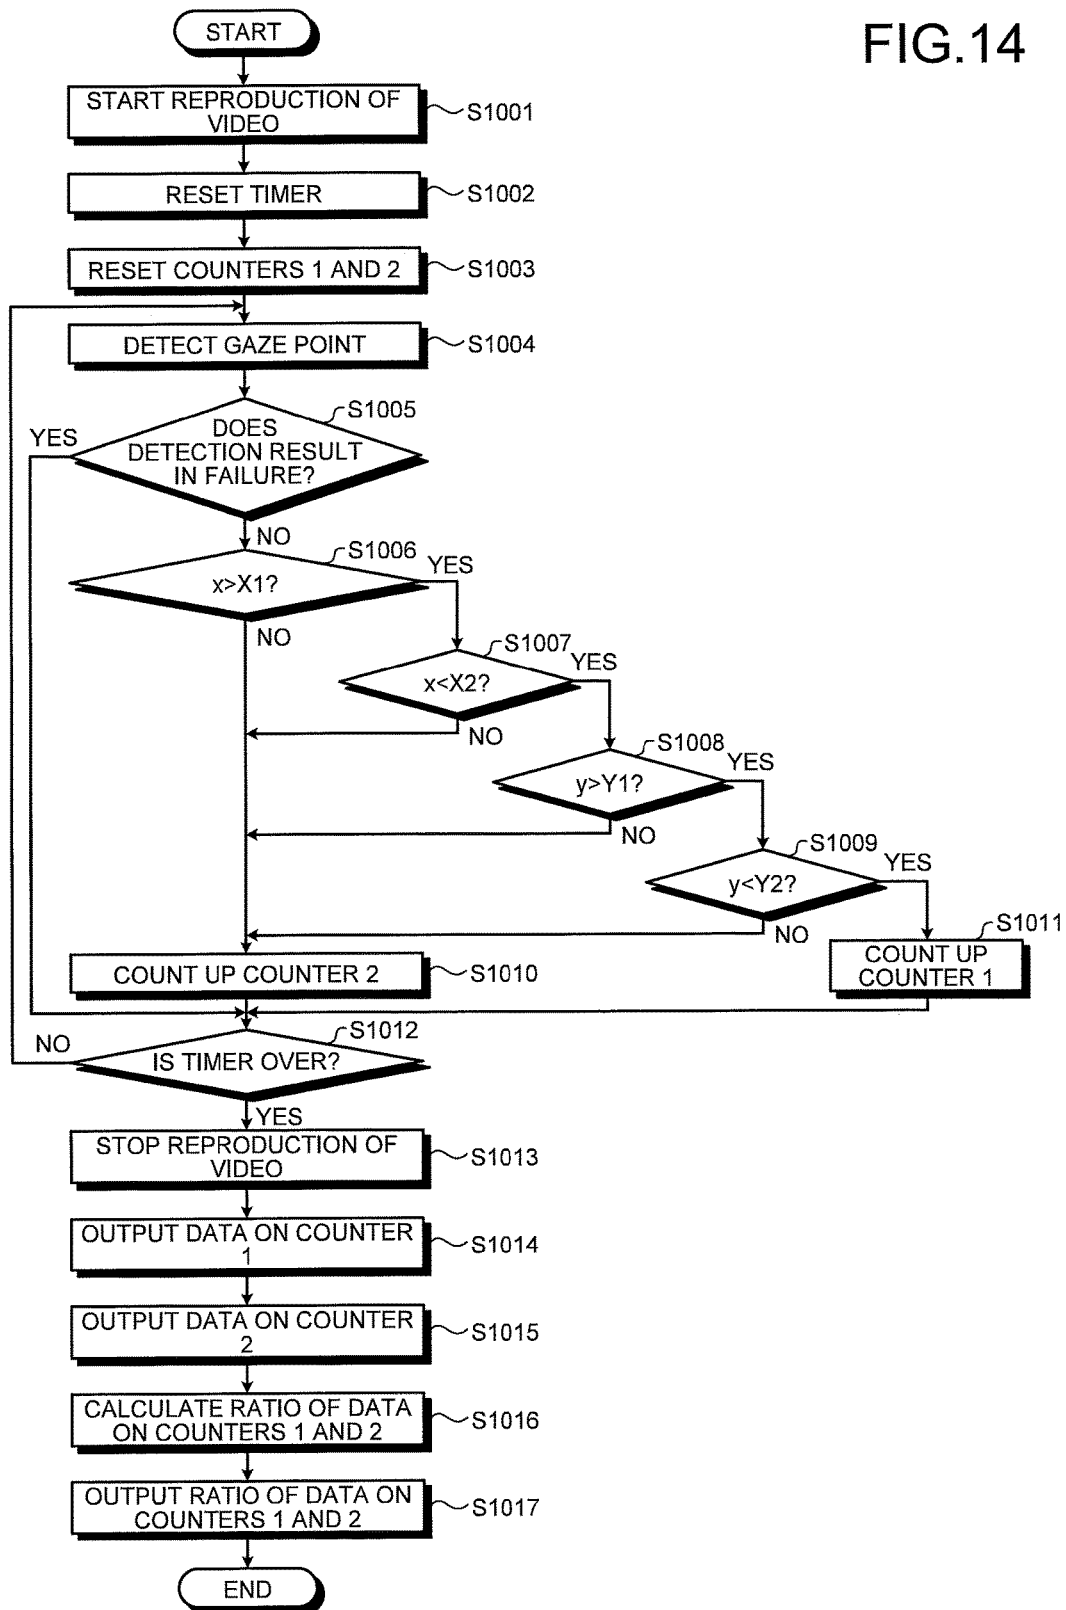 FIG.14
START
START REPRODUCTION OF
VIDEO
S1001
RESET TIMER
S1002
RESET COUNTERS 1 AND 2
S1003
DETECT GAZE POINT
S1004
DOES
DETECTION RESULT
IN FAILURE?
S1005
YES
NO
x>X1?
S1006
YES
NO
x<X2?
S1007
YES
NO
y>Y1?
S1008
YES
NO
y<Y2?
S1009
YES
NO
COUNT UP COUNTER 2
S1010
COUNT UP
COUNTER 1
S1011
IS TIMER OVER?
S1012
NO
YES
STOP REPRODUCTION OF
VIDEO
S1013
OUTPUT DATA ON COUNTER
1
S1014
OUTPUT DATA ON COUNTER
2
S1015
CALCULATE RATIO OF DATA
ON COUNTERS 1 AND 2
S1016
OUTPUT RATIO OF DATA ON
COUNTERS 1 AND 2
S1017
END